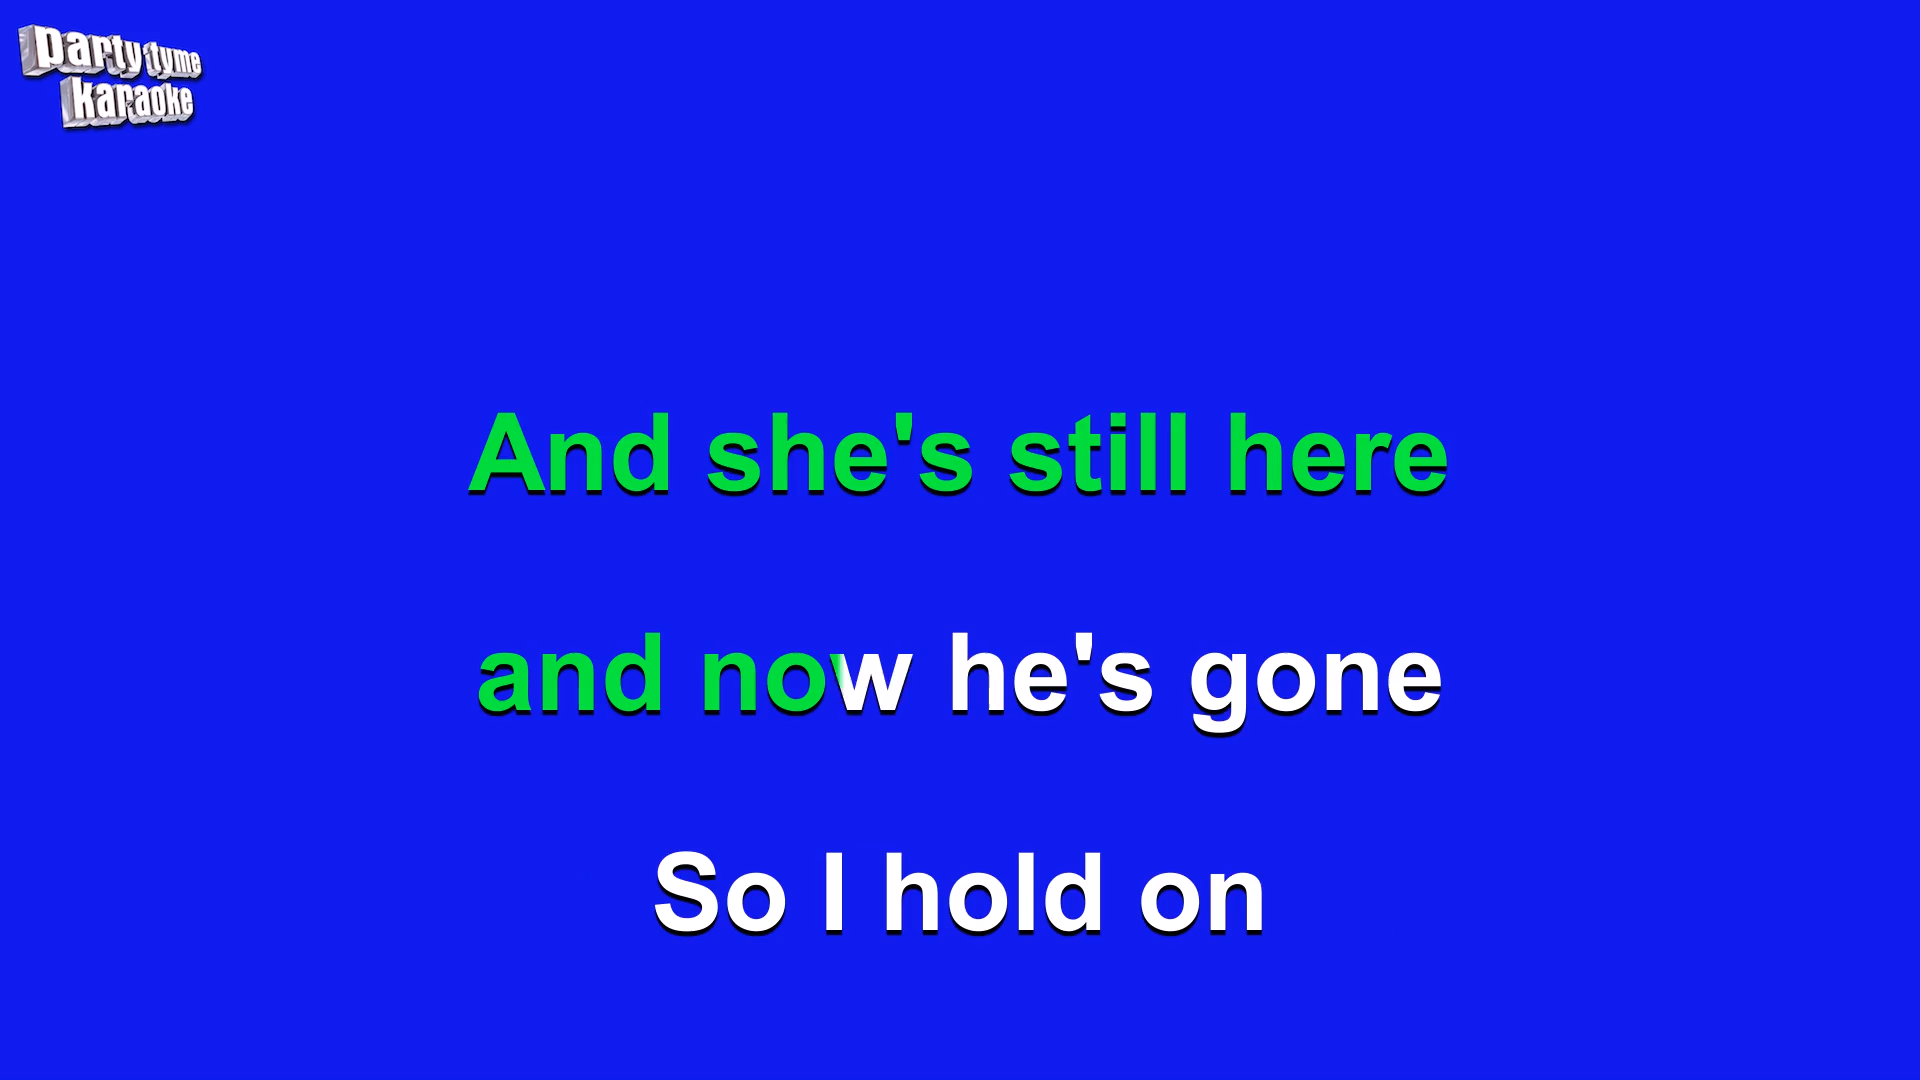 party tyme
karaoke
And she's still here
and now he's gone
So I hold on